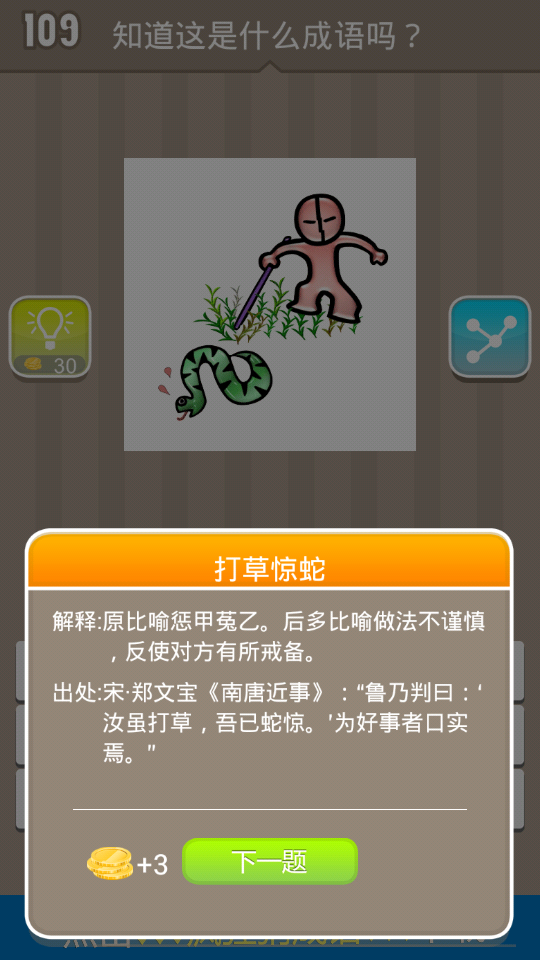 109 知道这是什么成语吗？
30
打草惊蛇
解释:原比喻惩甲菟乙。后多比喻做法不谨慎
，反使对方有所戒备。
出处:宋·郑文宝《南唐近事》：“鲁乃判曰：‘
汝虽打草，吾已蛇惊。’为好事者口实
焉。”
+3 下一题